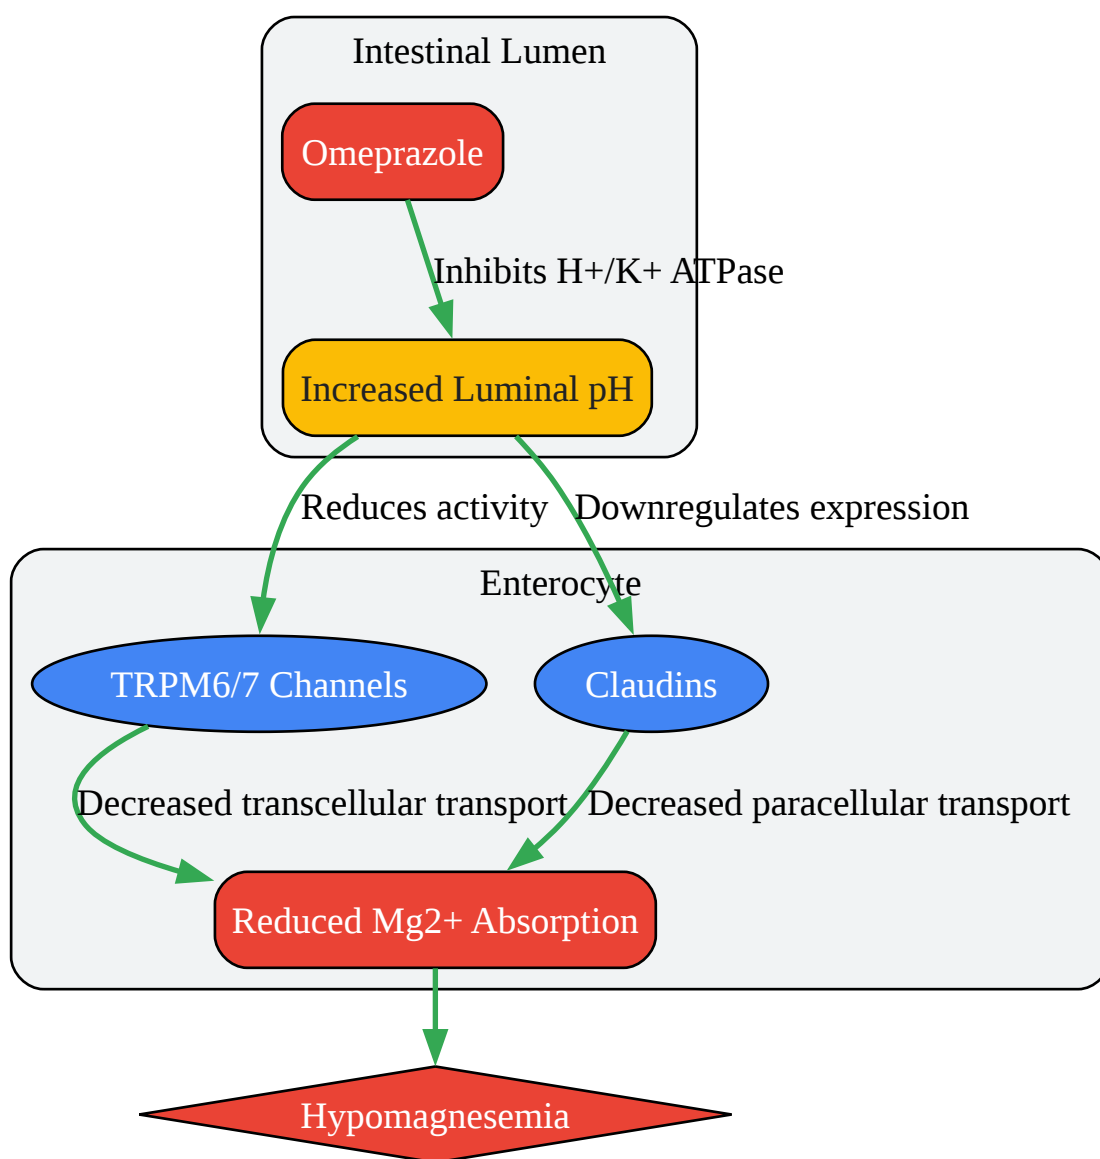 Intestinal Lumen
Omeprazole
Inhibits H+/K+ ATPase
Increased Luminal pH
Reduces activity
Downregulates expression
Enterocyte
TRPM6/7 Channels
Claudins
Decreased transcellular transport
Decreased paracellular transport
Reduced Mg2+ Absorption
Hypomagnesemia